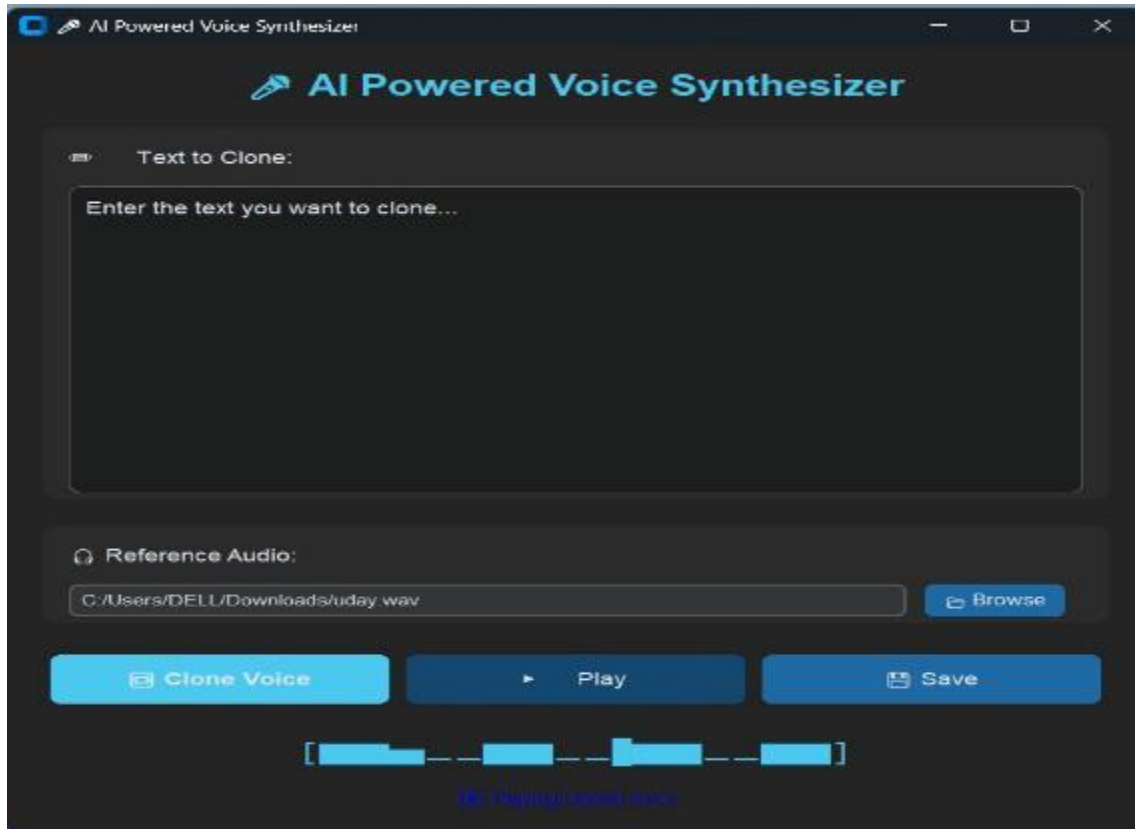 AI Powered Voice Synthesizer
AI Powered Voice Synthesizer
Text to Clone:
Enter the text you want to clone...
Reference Audio:
C:/Users/DELL/Downloads/uday.wav
Browse
Clone Voice
Play
Save